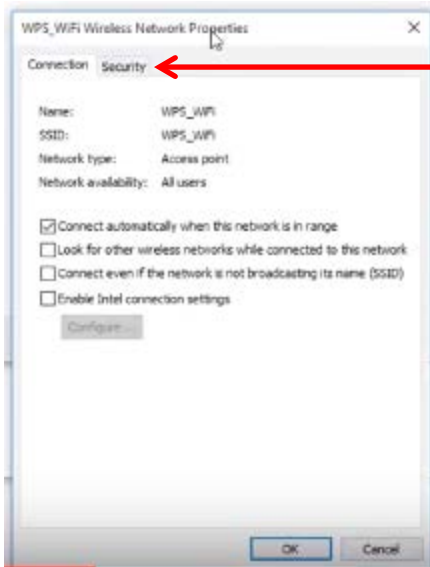 WPS_WiFi Wireless Network Properties
Connection Security
Name: WPS_WiFi
SSID: WPS_WiFi
Network type: Access point
Network availability: All users
Connect automatically when this network is in range
Look for other wireless networks while connected to this network
Connect even if the network is not broadcasting its name (SSID)
Enable Intel connection settings
Configure ...
OK Cancel